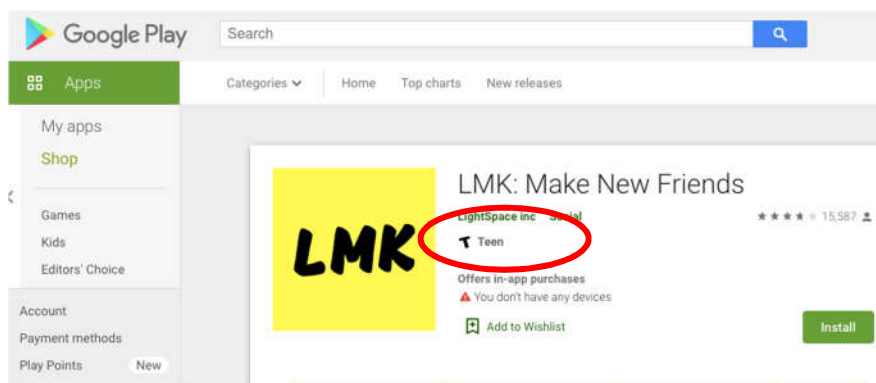 Google Play Search
Apps Categories Home Top charts New releases
My apps
Shop
Games
Kids
Editors' Choice
Account
Payment methods
Play Points New
LMK
LMK: Make New Friends
LightSpace inc Social 15,587
T Teen
Offers in-app purchases
You don't have any devices
Add to Wishlist
Install